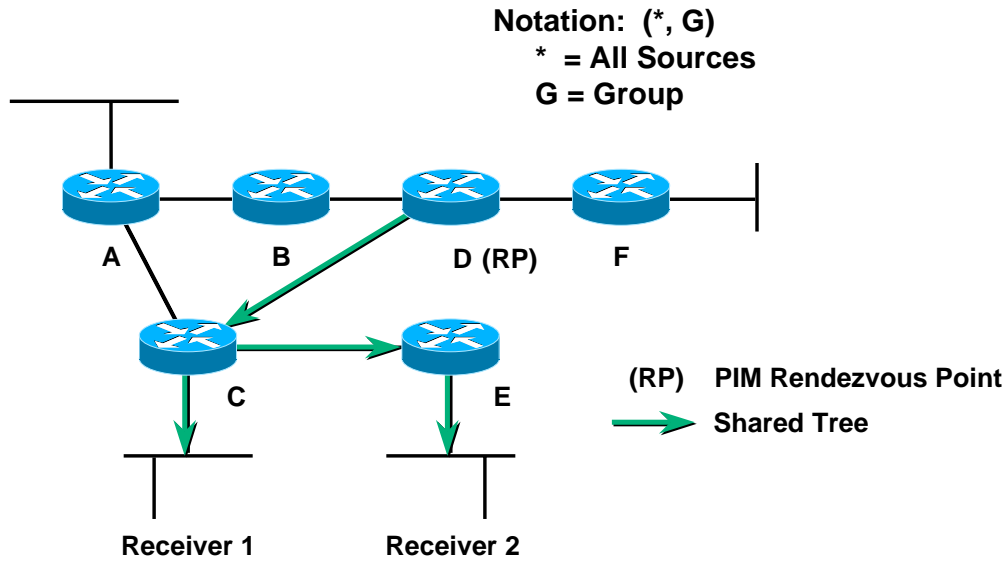 Notation: (*, G)
* = All Sources
G = Group
A
B
D (RP)
F
C
E
(RP) PIM Rendezvous Point
Shared Tree
Receiver 1
Receiver 2